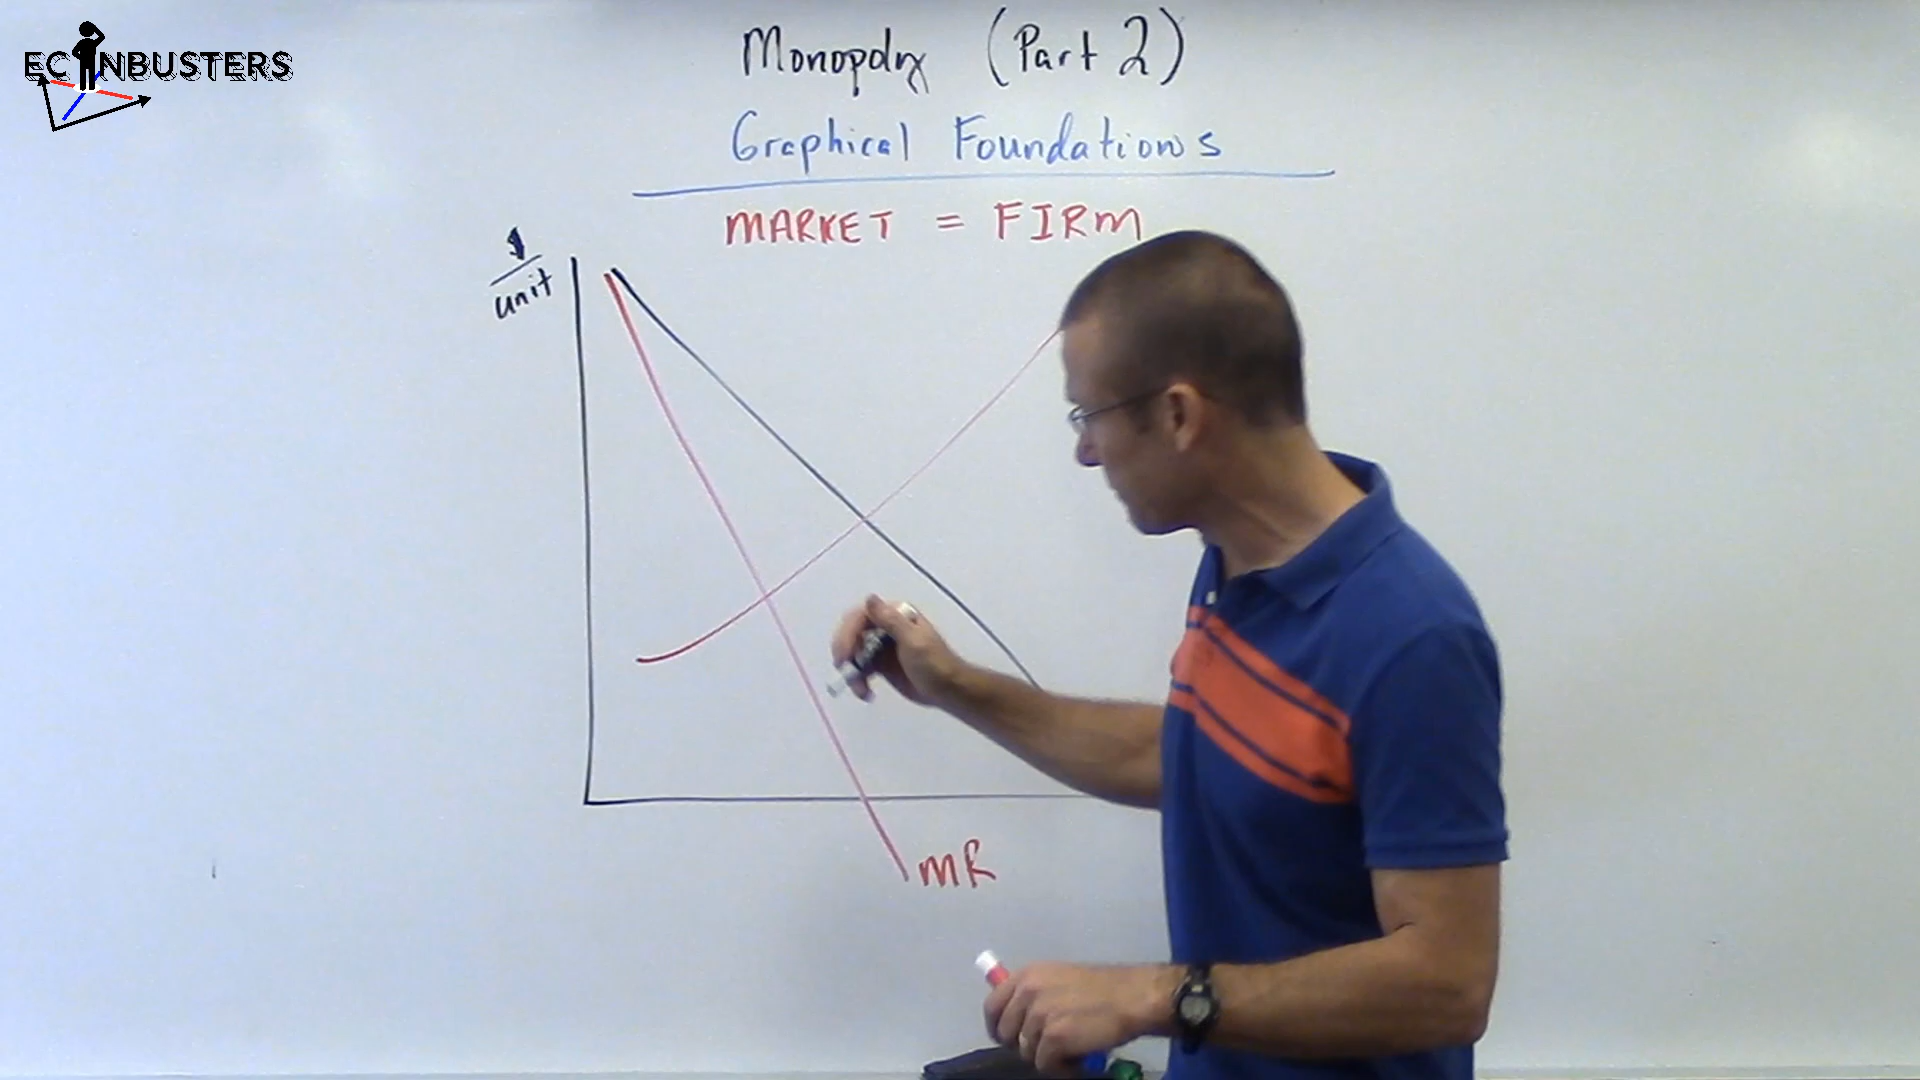 ECONBUSTERS
Monopoly (Part 2)
Graphical Foundations
MARKET = FIRM
$
unit
MR